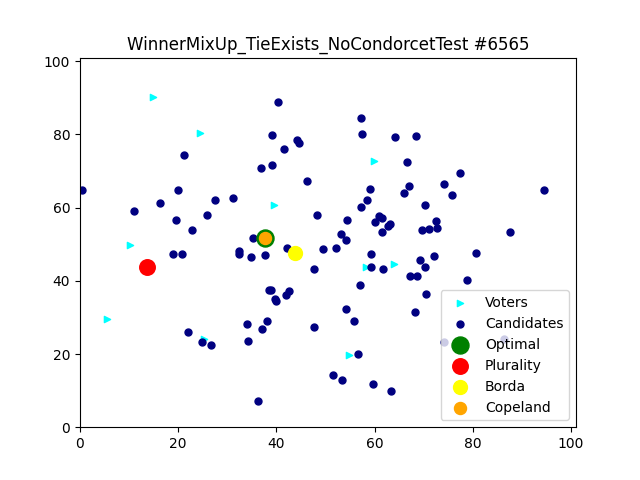 WinnerMixUp_TieExists_NoCondorcetTest #6565
100
80
60
40
20
0
0 20 40 60 80 100
Voters
Candidates
Optimal
Plurality
Borda
Copeland